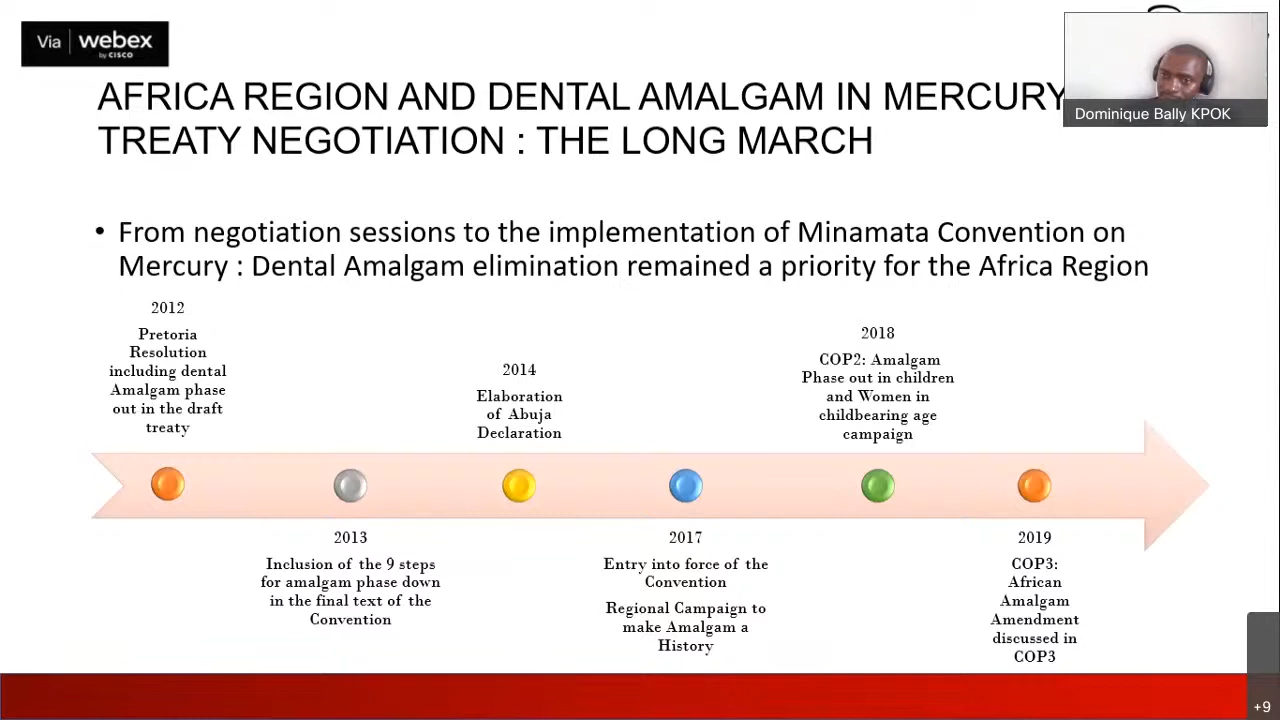 Via webex
by CISCO
Dominique Bally KPOK
AFRICA REGION AND DENTAL AMALGAM IN MERCURY
TREATY NEGOTIATION : THE LONG MARCH
• From negotiation sessions to the implementation of Minamata Convention on
Mercury : Dental Amalgam elimination remained a priority for the Africa Region
2012
Pretoria
Resolution
including dental
Amalgam phase
out in the draft
treaty
2013
Inclusion of the 9 steps
for amalgam phase down
in the final text of the
Convention
2014
Elaboration
of Abuja
Declaration
2017
Entry into force of the
Convention
Regional Campaign to
make Amalgam a
History
2018
COP2: Amalgam
Phase out in children
and Women in
childbearing age
campaign
2019
COP3:
African
Amalgam
Amendment
discussed in
COP3
+9